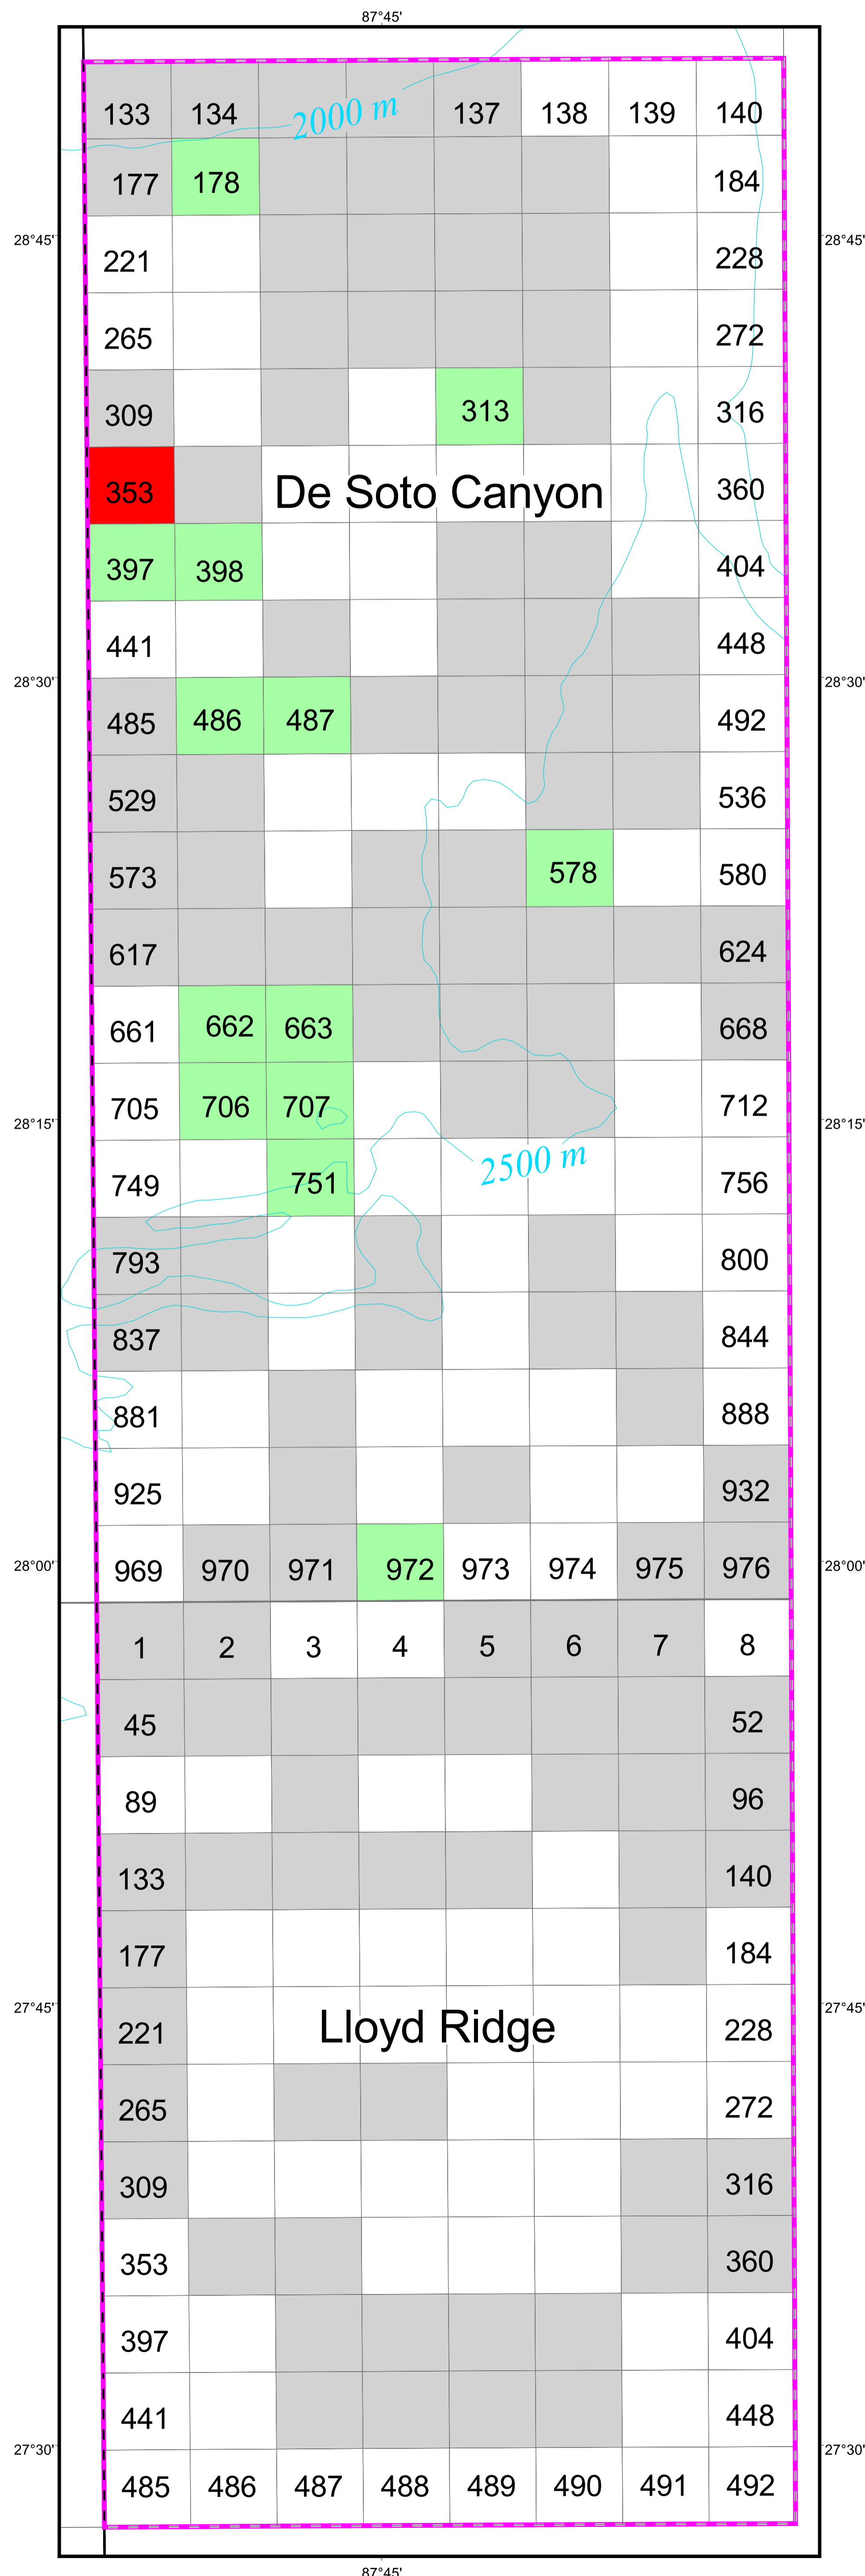 87°45'
133 134 137 138 139 140
2000 m
177 178 184
28°45' 28°45'
221 228
265 272
309 313 316
353 De Soto Canyon 360
397 398 404
441 448
28°30' 28°30'
485 486 487 492
529 536
573 578 580
617 624
661 662 663 668
705 706 707 712
28°15' 28°15'
2500 m
749 751 756
793 800
837 844
881 888
925 932
28°00' 28°00'
969 970 971 972 973 974 975 976
1 2 3 4 5 6 7 8
45 52
89 96
133 140
177 184
27°45' 27°45'
221 Lloyd Ridge 228
265 272
309 316
353 360
397 404
441 448
27°30' 27°30'
485 486 487 488 489 490 491 492
87°45'